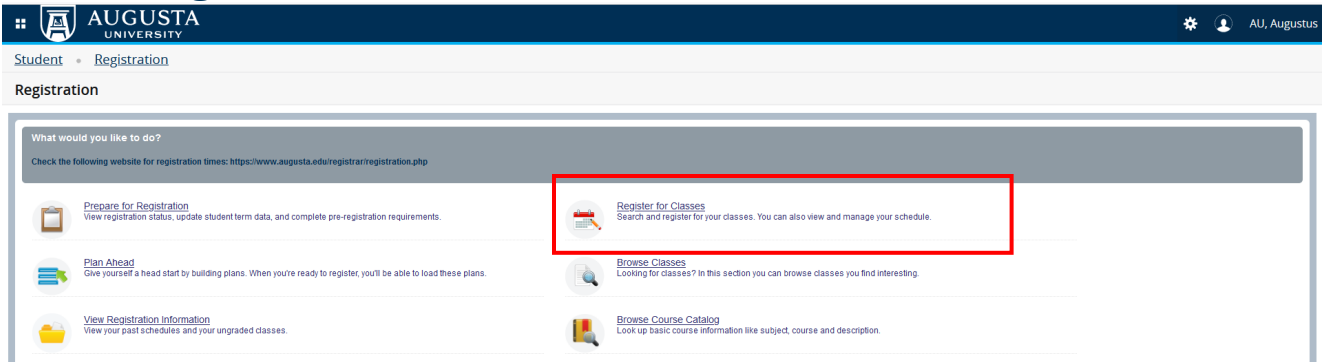 AUGUSTA
UNIVERSITY
AU, Augustus
Student • Registration
Registration
What would you like to do?
Check the following website for registration times: https://www.augusta.edu/registrar/registration.php
Prepare for Registration
View registration status, update student term data, and complete pre-registration requirements.
Register for Classes
Search and register for your classes. You can also view and manage your schedule.
Plan Ahead
Give yourself a head start by building plans. When you're ready to register, you'll be able to load these plans.
Browse Classes
Looking for classes? In this section you can browse classes you find interesting.
View Registration Information
View your past schedules and your ungraded classes.
Browse Course Catalog
Look up basic course information like subject, course and description.